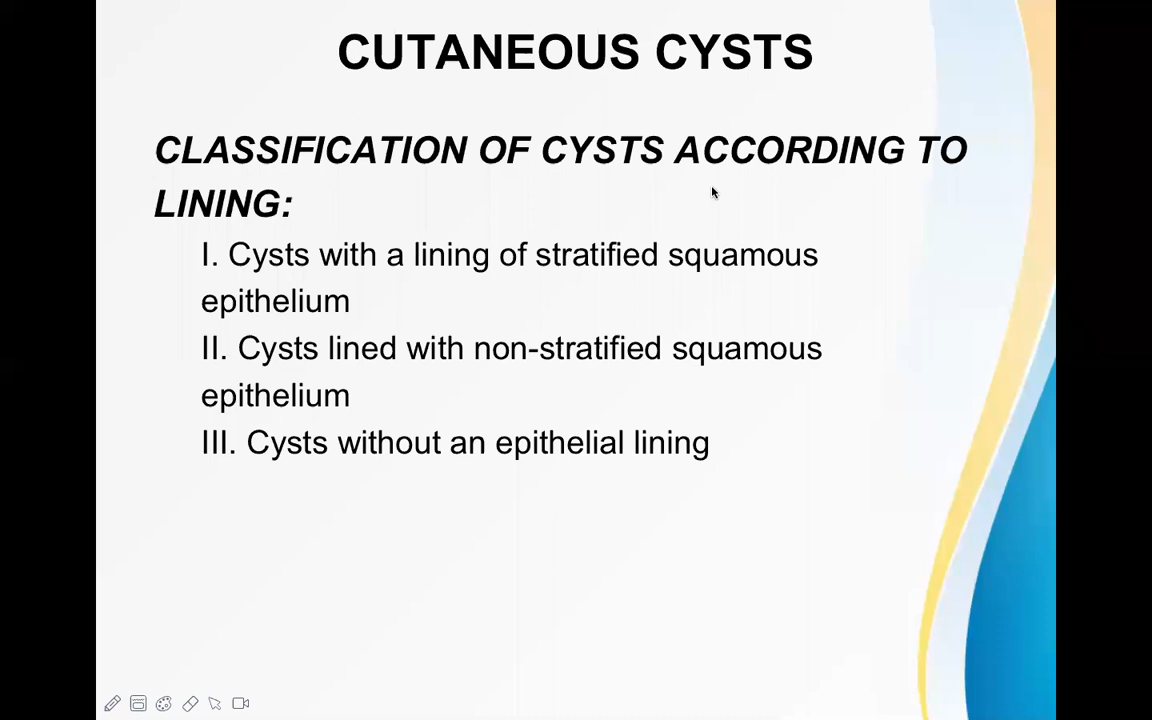 CUTANEOUS CYSTS
CLASSIFICATION OF CYSTS ACCORDING TO
LINING:
I. Cysts with a lining of stratified squamous
epithelium
II. Cysts lined with non-stratified squamous
epithelium
III. Cysts without an epithelial lining